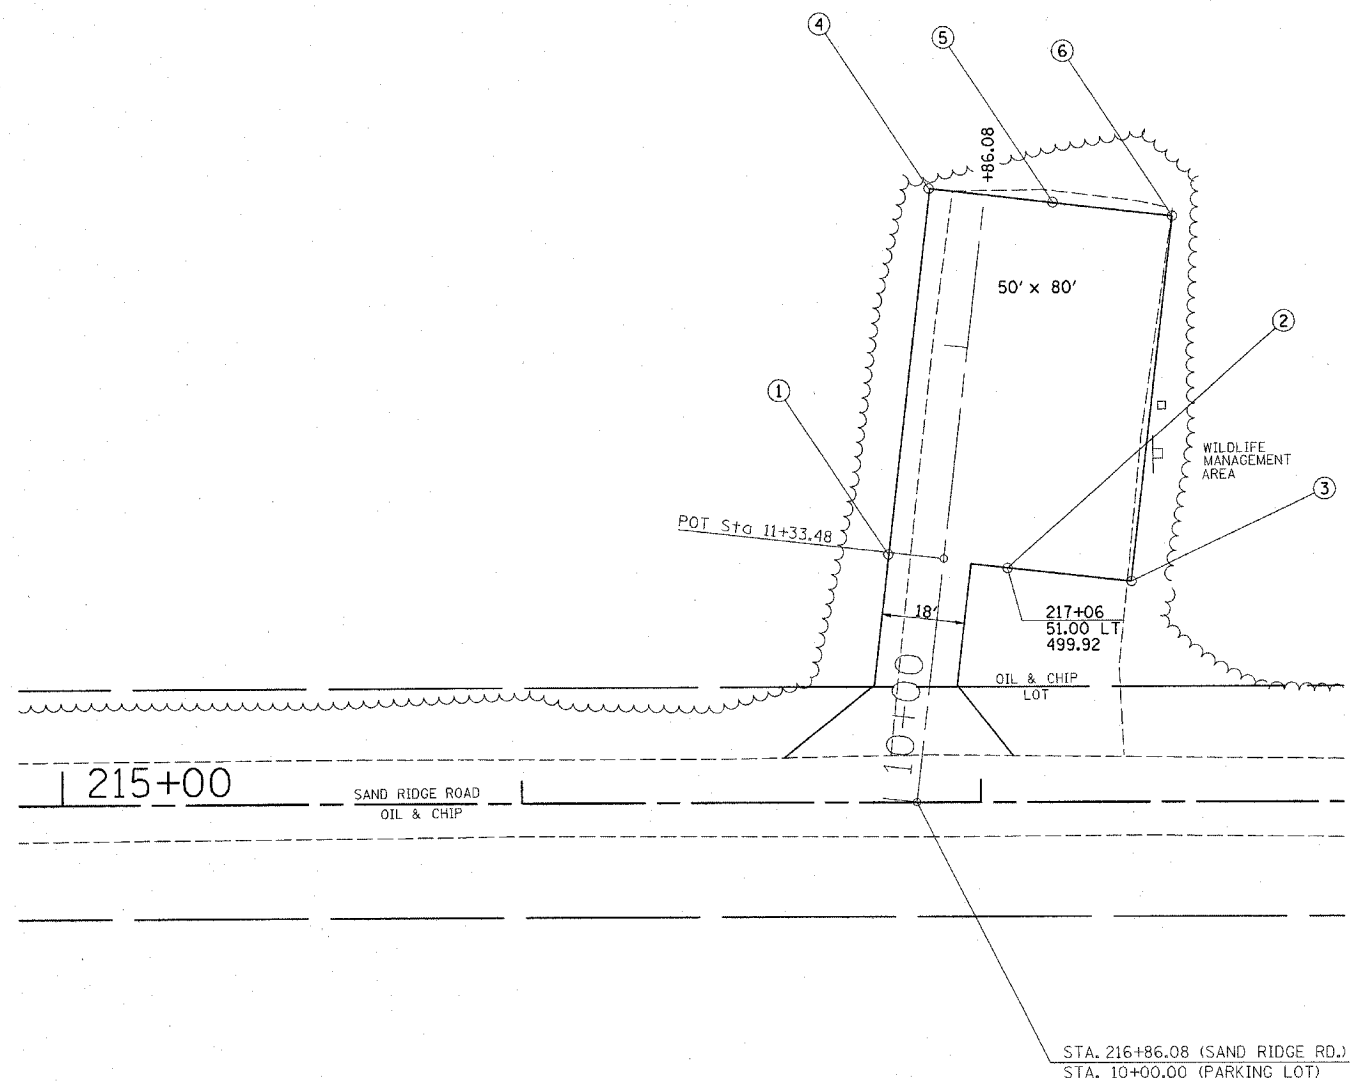 4
5
6
+86.08
50' x 80'
2
1
WILDLIFE
MANAGEMENT
AREA
3
POT Sta 11+33.48
18'
217+06
51.00 LT
499.92
10+00
OIL & CHIP
LOT
215+00
SAND RIDGE ROAD
OIL & CHIP
STA. 216+86.08 (SAND RIDGE RD.)
STA. 10+00.00 (PARKING LOT)